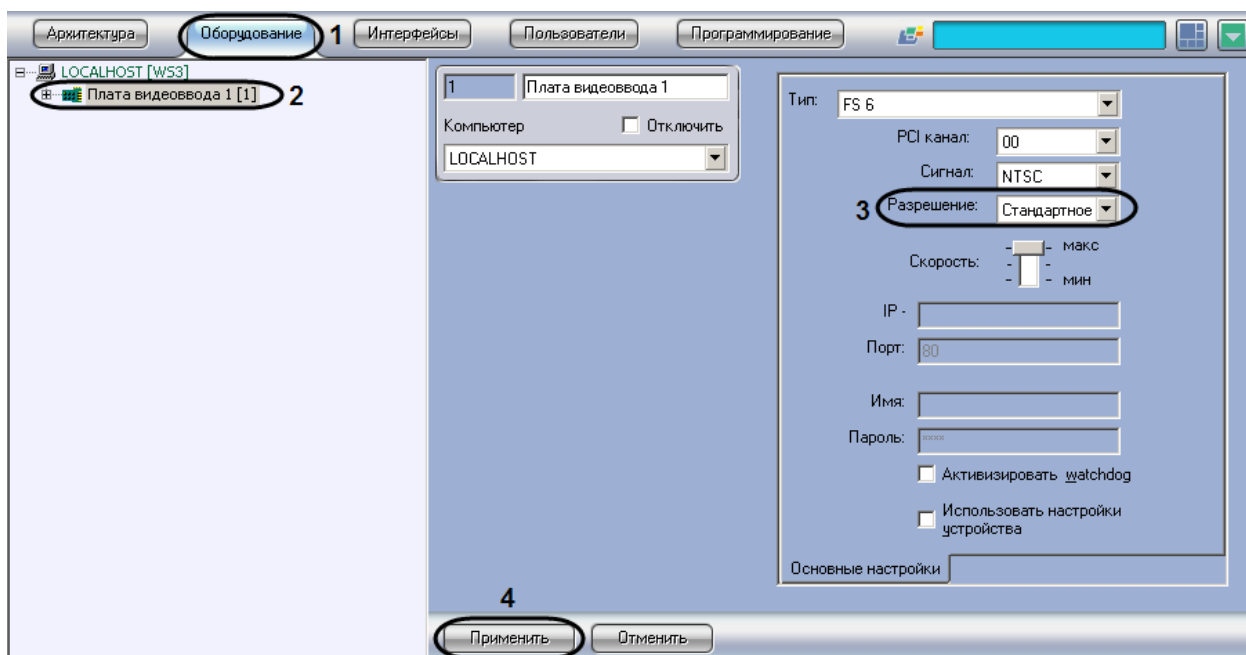 Архитектура Оборудование 1 Интерфейсы Пользователи Программирование
LOCALHOST [WS3]
Плата видеоввода 1 [1] 2
1 Плата видеоввода 1
Компьютер Отключить
LOCALHOST
Тип: FS 6
PCI канал: 00
Сигнал: NTSC
3 Разрешение: Стандартное
Скорость: макс
мин
IP -
Порт: 80
Имя:
Пароль: xxxx
Активизировать watchdog
Использовать настройки
устройства
Основные настройки
4
Применить Отменить